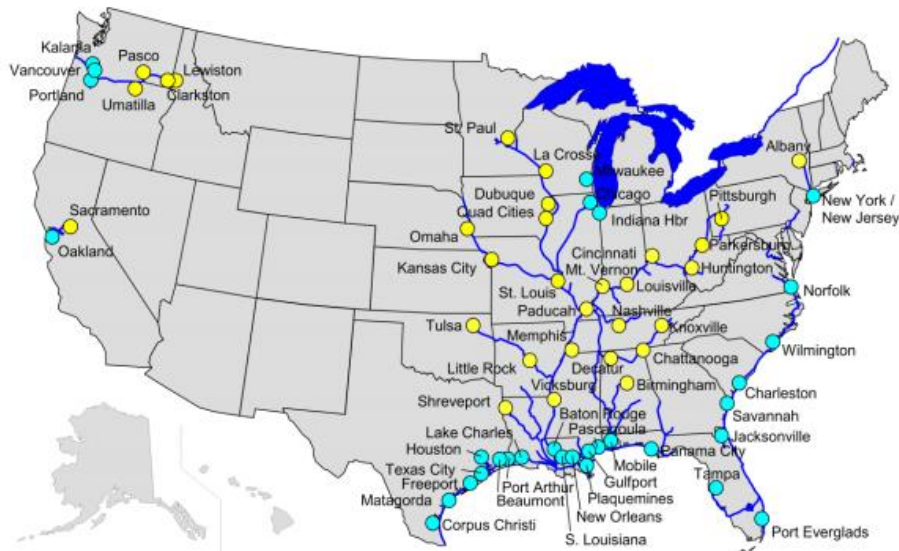 Kalama
Vancouver
Portland
Pasco
Umatilla
Lewiston
Clarkston
Sacramento
Oakland
St. Paul
La Crosse
Milwaukee
Chicago
Indiana Hbr
Dubuque
Quad Cities
Omaha
Kansas City
St. Louis
Albany
New York /
New Jersey
Pittsburgh
Parkersburg
Huntington
Cincinnati
Mt. Vernon
Louisville
Paducah
Nashville
Knoxville
Norfolk
Wilmington
Tulsa
Memphis
Little Rock
Decatur
Chattanooga
Vicksburg
Birmingham
Charleston
Savannah
Shreveport
Baton Rouge
Pascagoula
Jacksonville
Lake Charles
Houston
Texas City
Freeport
Matagorda
Corpus Christi
Port Arthur
Beaumont
Mobile
Gulfport
Plaquemines
New Orleans
S. Louisiana
Panama City
Tampa
Port Everglads